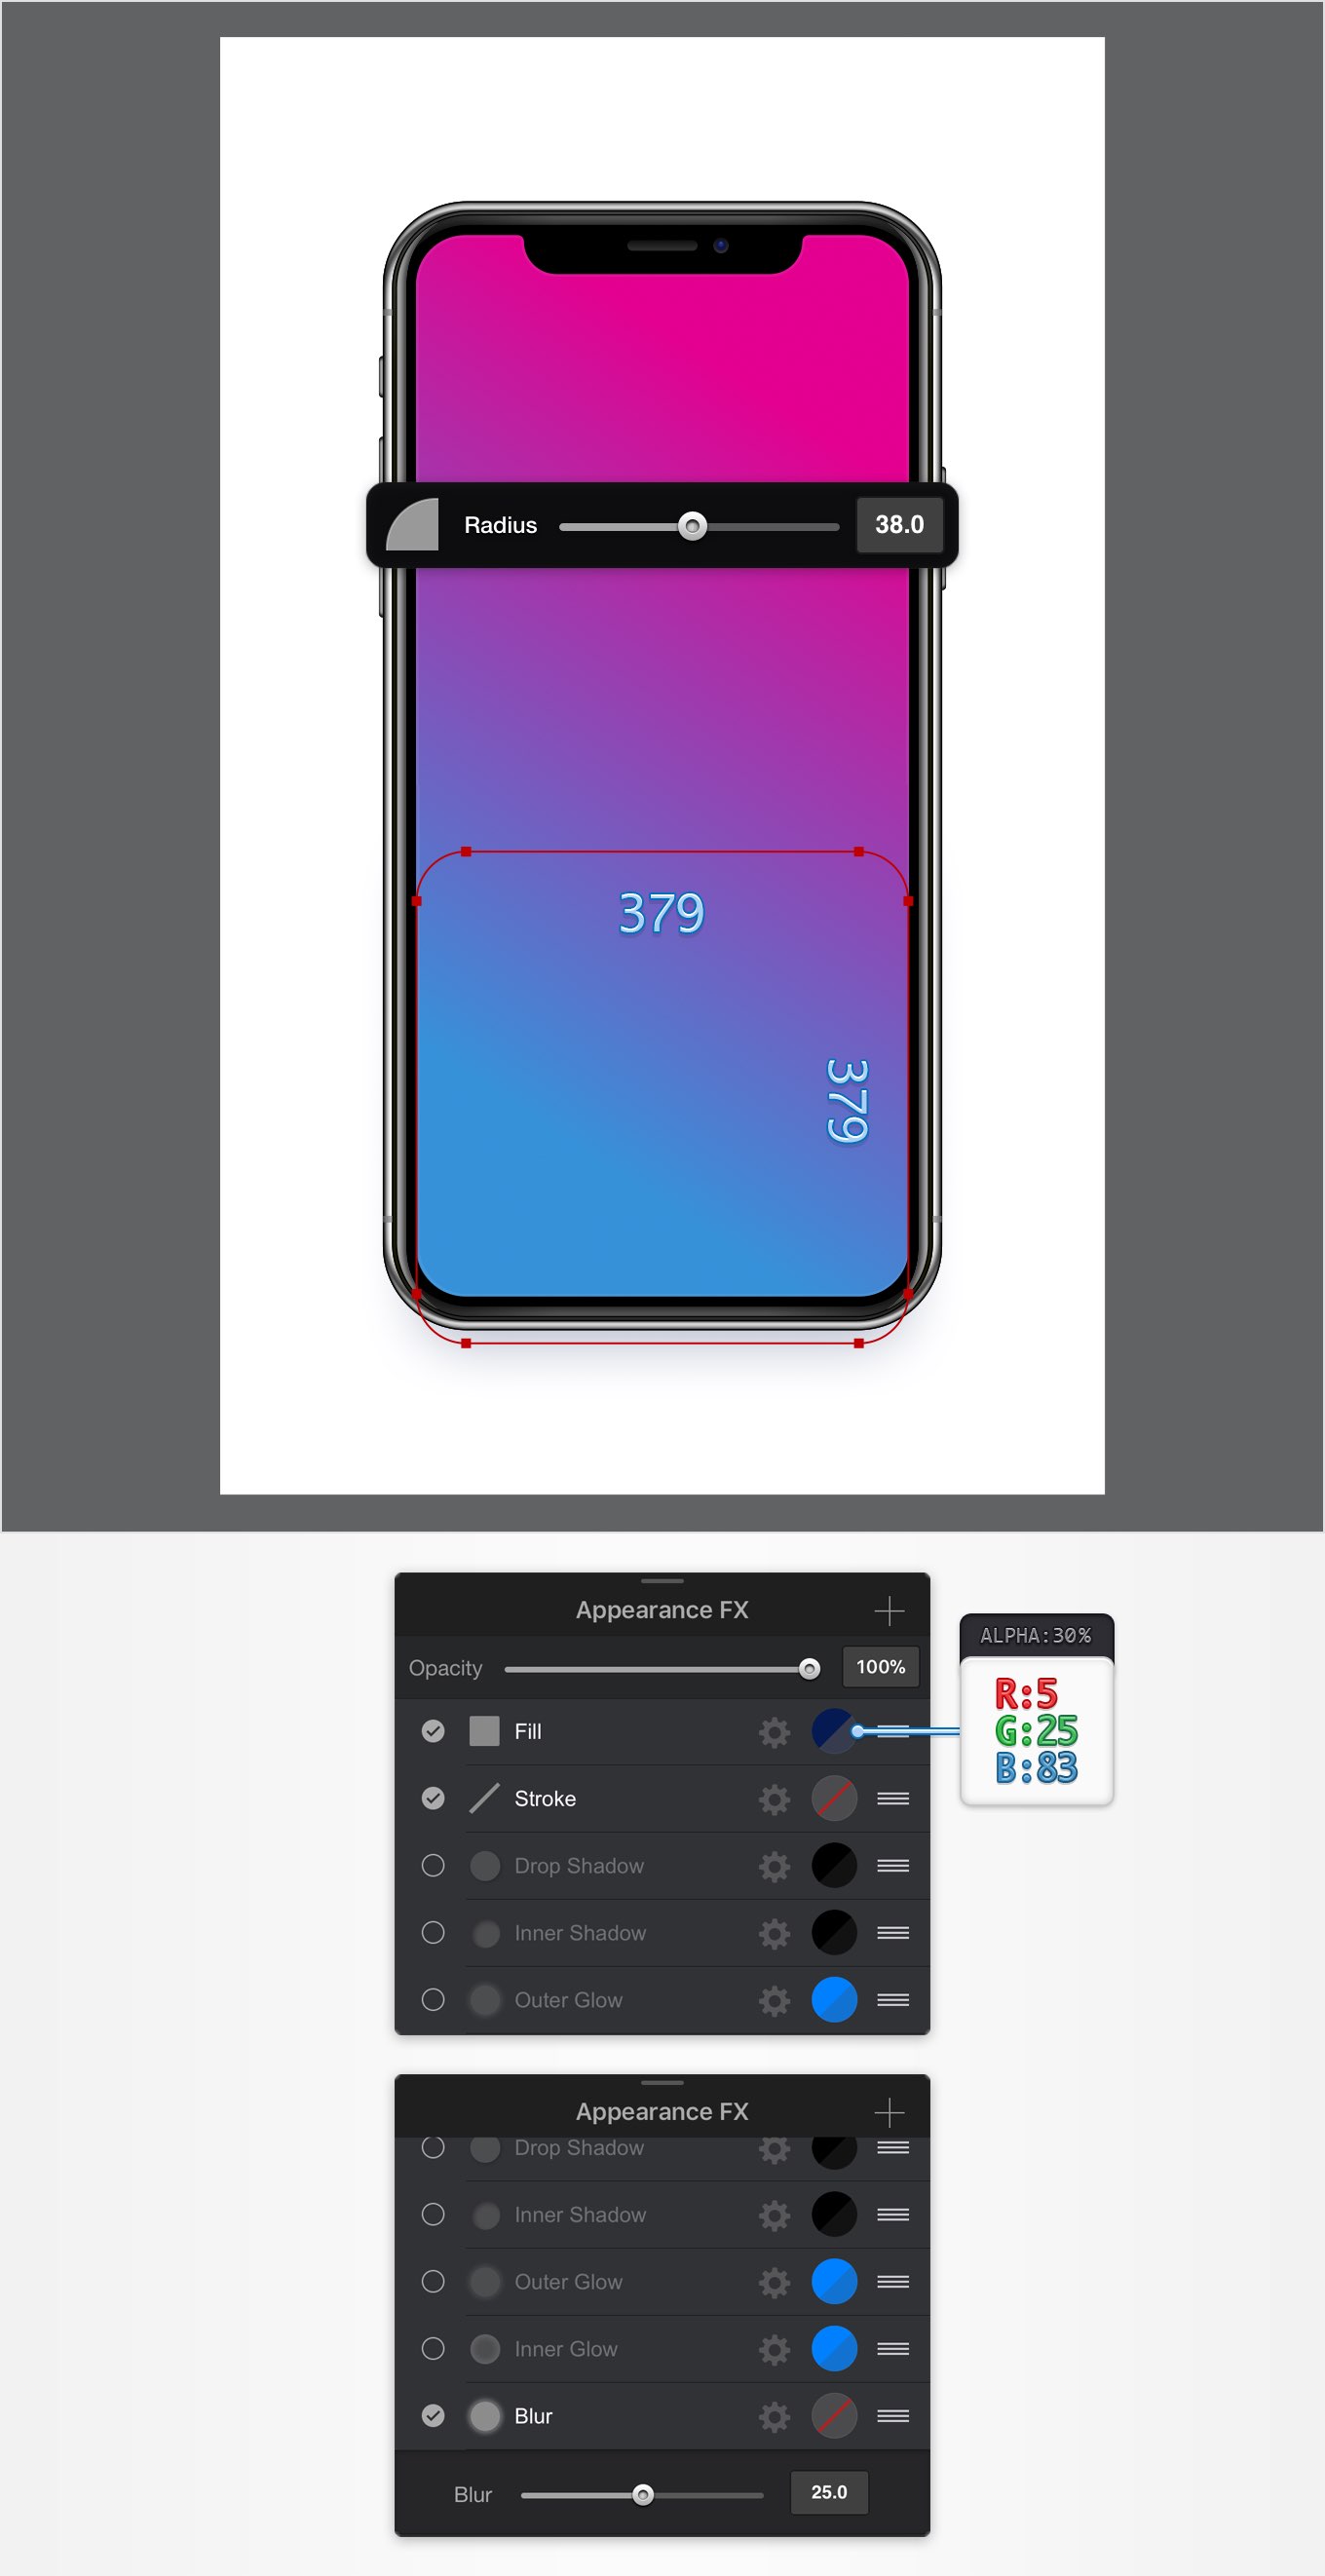 Radius 38.0
379
379
Appearance FX
Opacity 100%
ALPHA:30%
R:5
G:25
B:83
Fill
Stroke
Drop Shadow
Inner Shadow
Outer Glow
Appearance FX
Drop Shadow
Inner Shadow
Outer Glow
Inner Glow
Blur
Blur 25.0